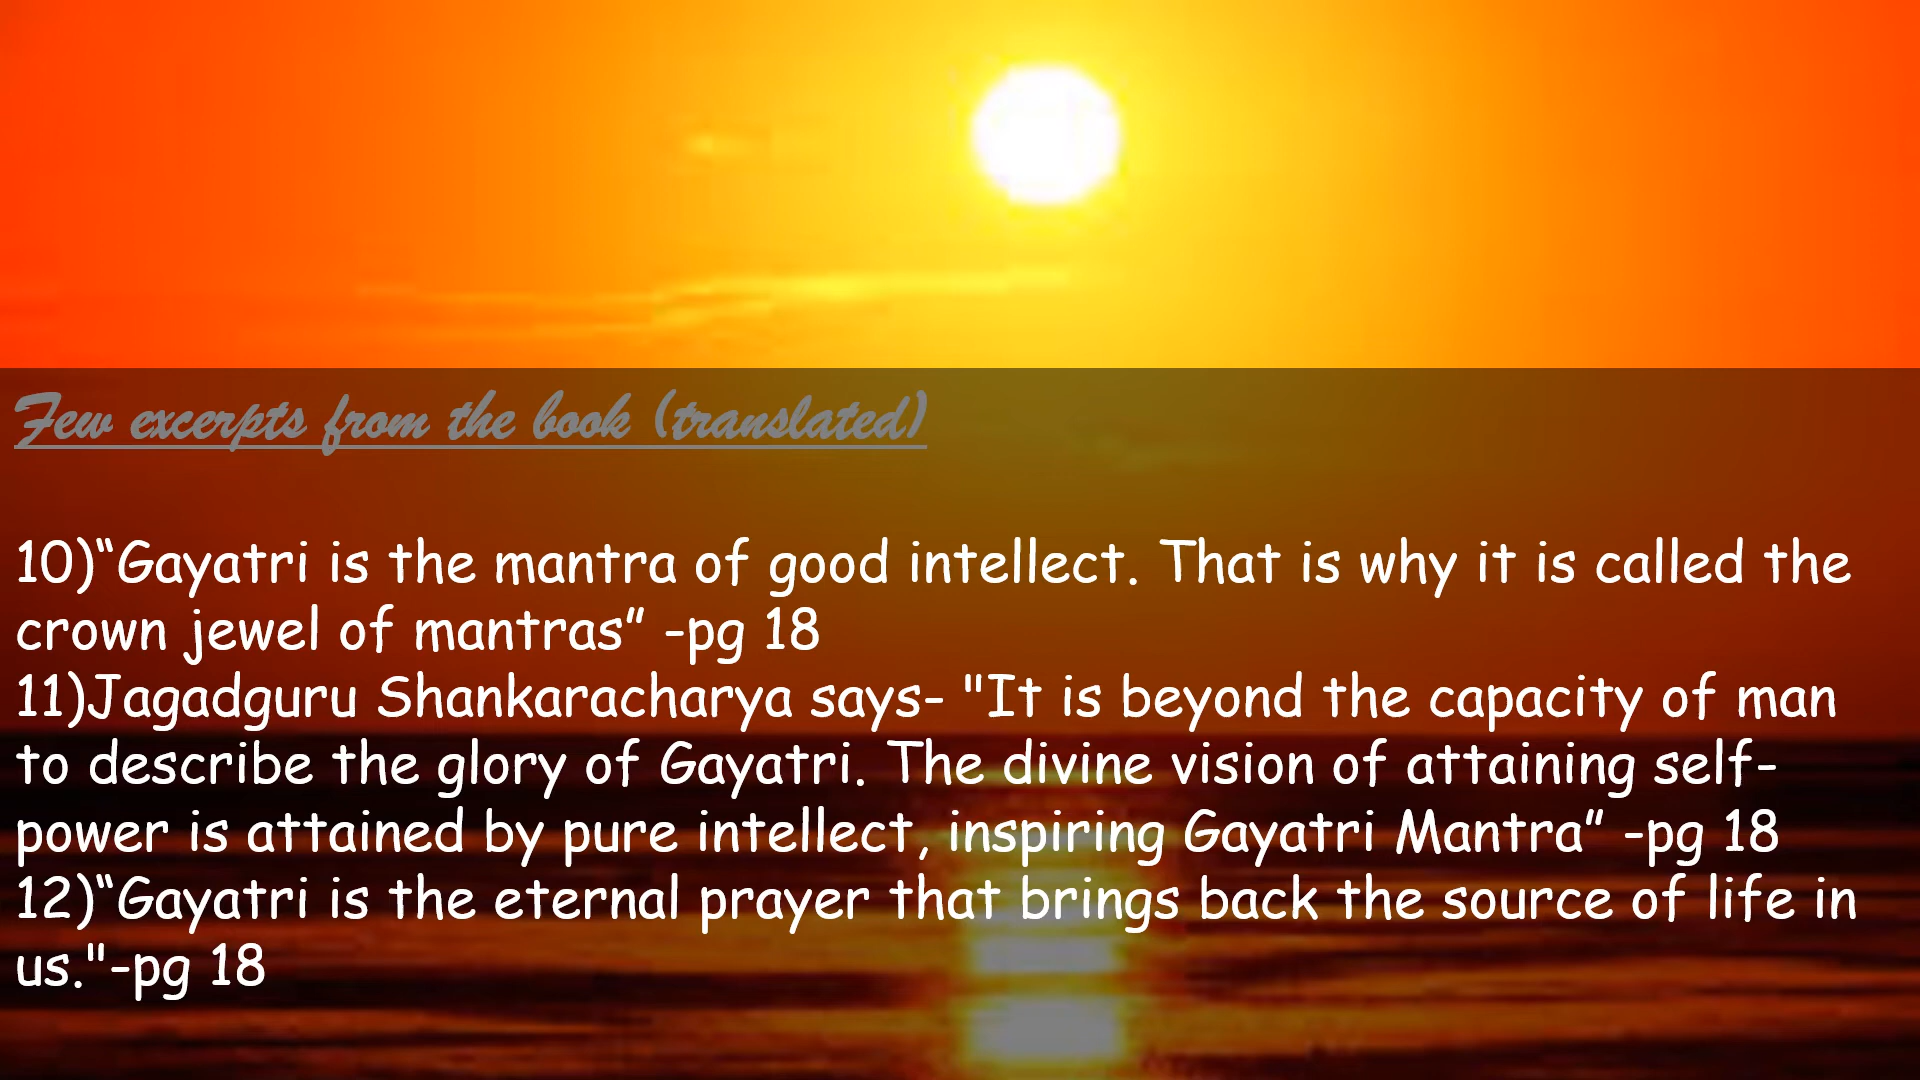 Few excerpts from the book (translated)
10)“Gayatri is the mantra of good intellect. That is why it is called the
crown jewel of mantras” -pg 18
11)Jagadguru Shankaracharya says- "It is beyond the capacity of man
to describe the glory of Gayatri. The divine vision of attaining self-
power is attained by pure intellect, inspiring Gayatri Mantra” -pg 18
12)“Gayatri is the eternal prayer that brings back the source of life in
us."-pg 18